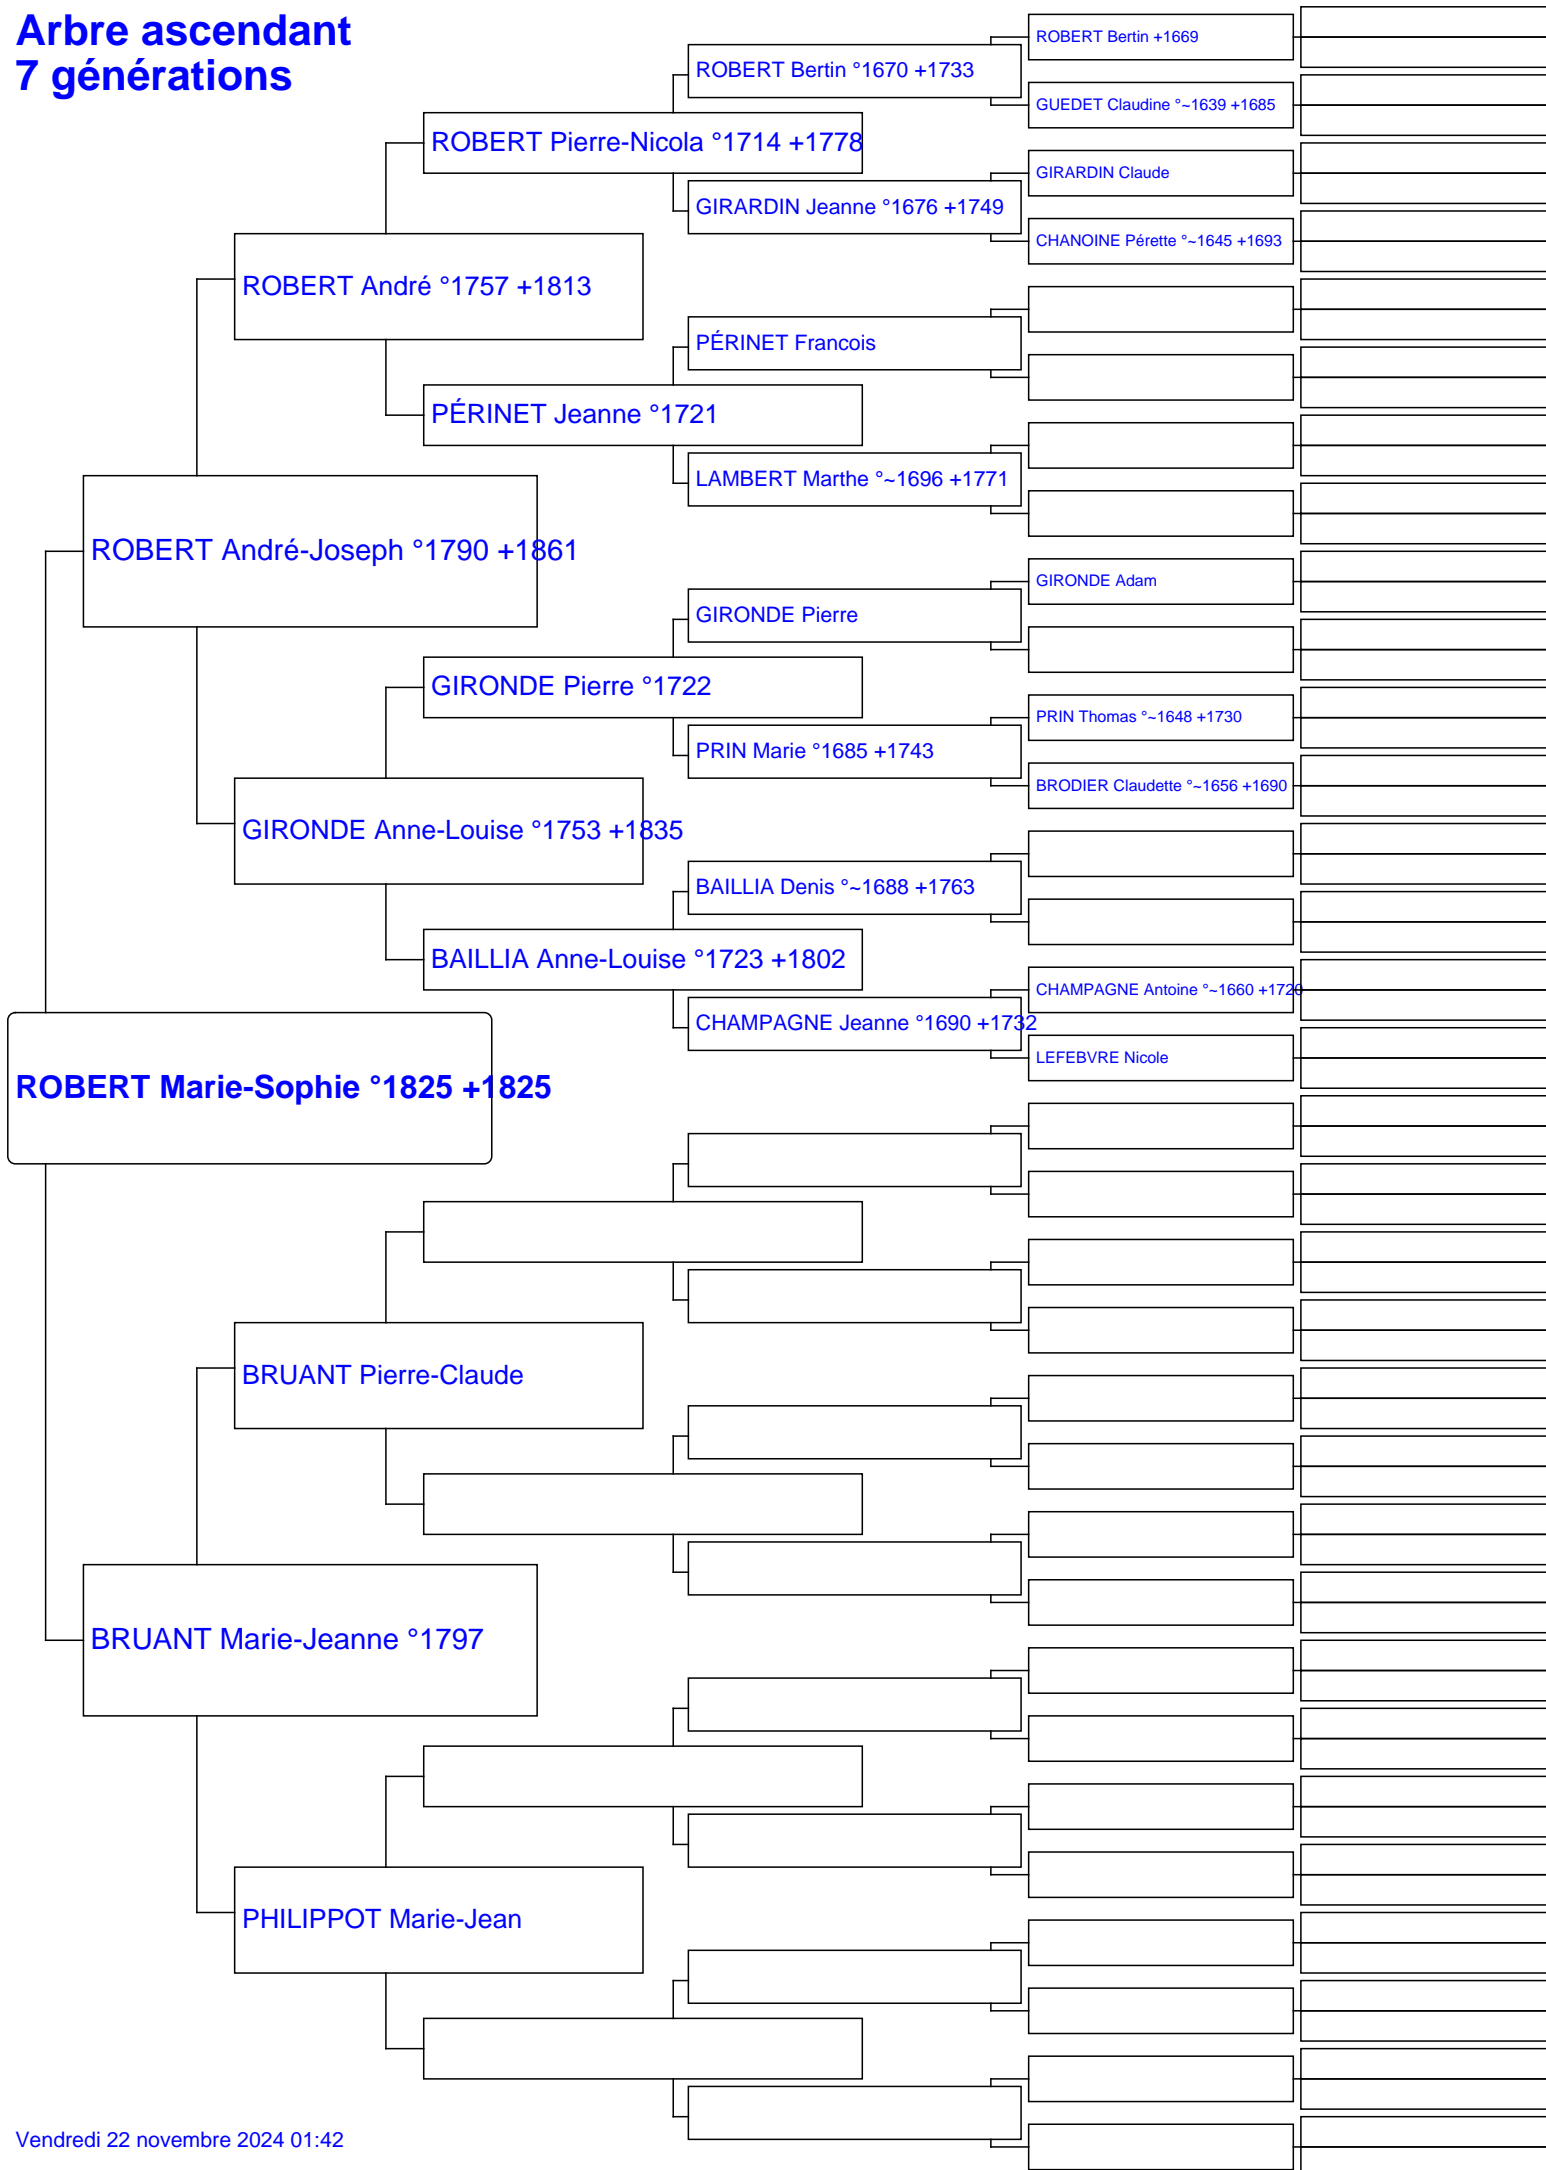 Arbre ascendant
7 générations
ROBERT Bertin +1669
ROBERT Bertin °1670 +1733
GUEDET Claudine °~1639 +1685
ROBERT Pierre-Nicola °1714 +1778
GIRARDIN Claude
GIRARDIN Jeanne °1676 +1749
CHANOINE Pérette °~1645 +1693
ROBERT André °1757 +1813
PÉRINET Francois
PÉRINET Jeanne °1721
LAMBERT Marthe °~1696 +1771
ROBERT André-Joseph °1790 +1861
GIRONDE Adam
GIRONDE Pierre
GIRONDE Pierre °1722
PRIN Thomas °~1648 +1730
PRIN Marie °1685 +1743
BRODIER Claudette °~1656 +1690
GIRONDE Anne-Louise °1753 +1835
BAILLIA Denis °~1688 +1763
BAILLIA Anne-Louise °1723 +1802
CHAMPAGNE Antoine °~1660 +1720
CHAMPAGNE Jeanne °1690 +1732
LEFEBVRE Nicole
ROBERT Marie-Sophie °1825 +1825
BRUANT Pierre-Claude
BRUANT Marie-Jeanne °1797
PHILIPPOT Marie-Jean
Vendredi 22 novembre 2024 01:42